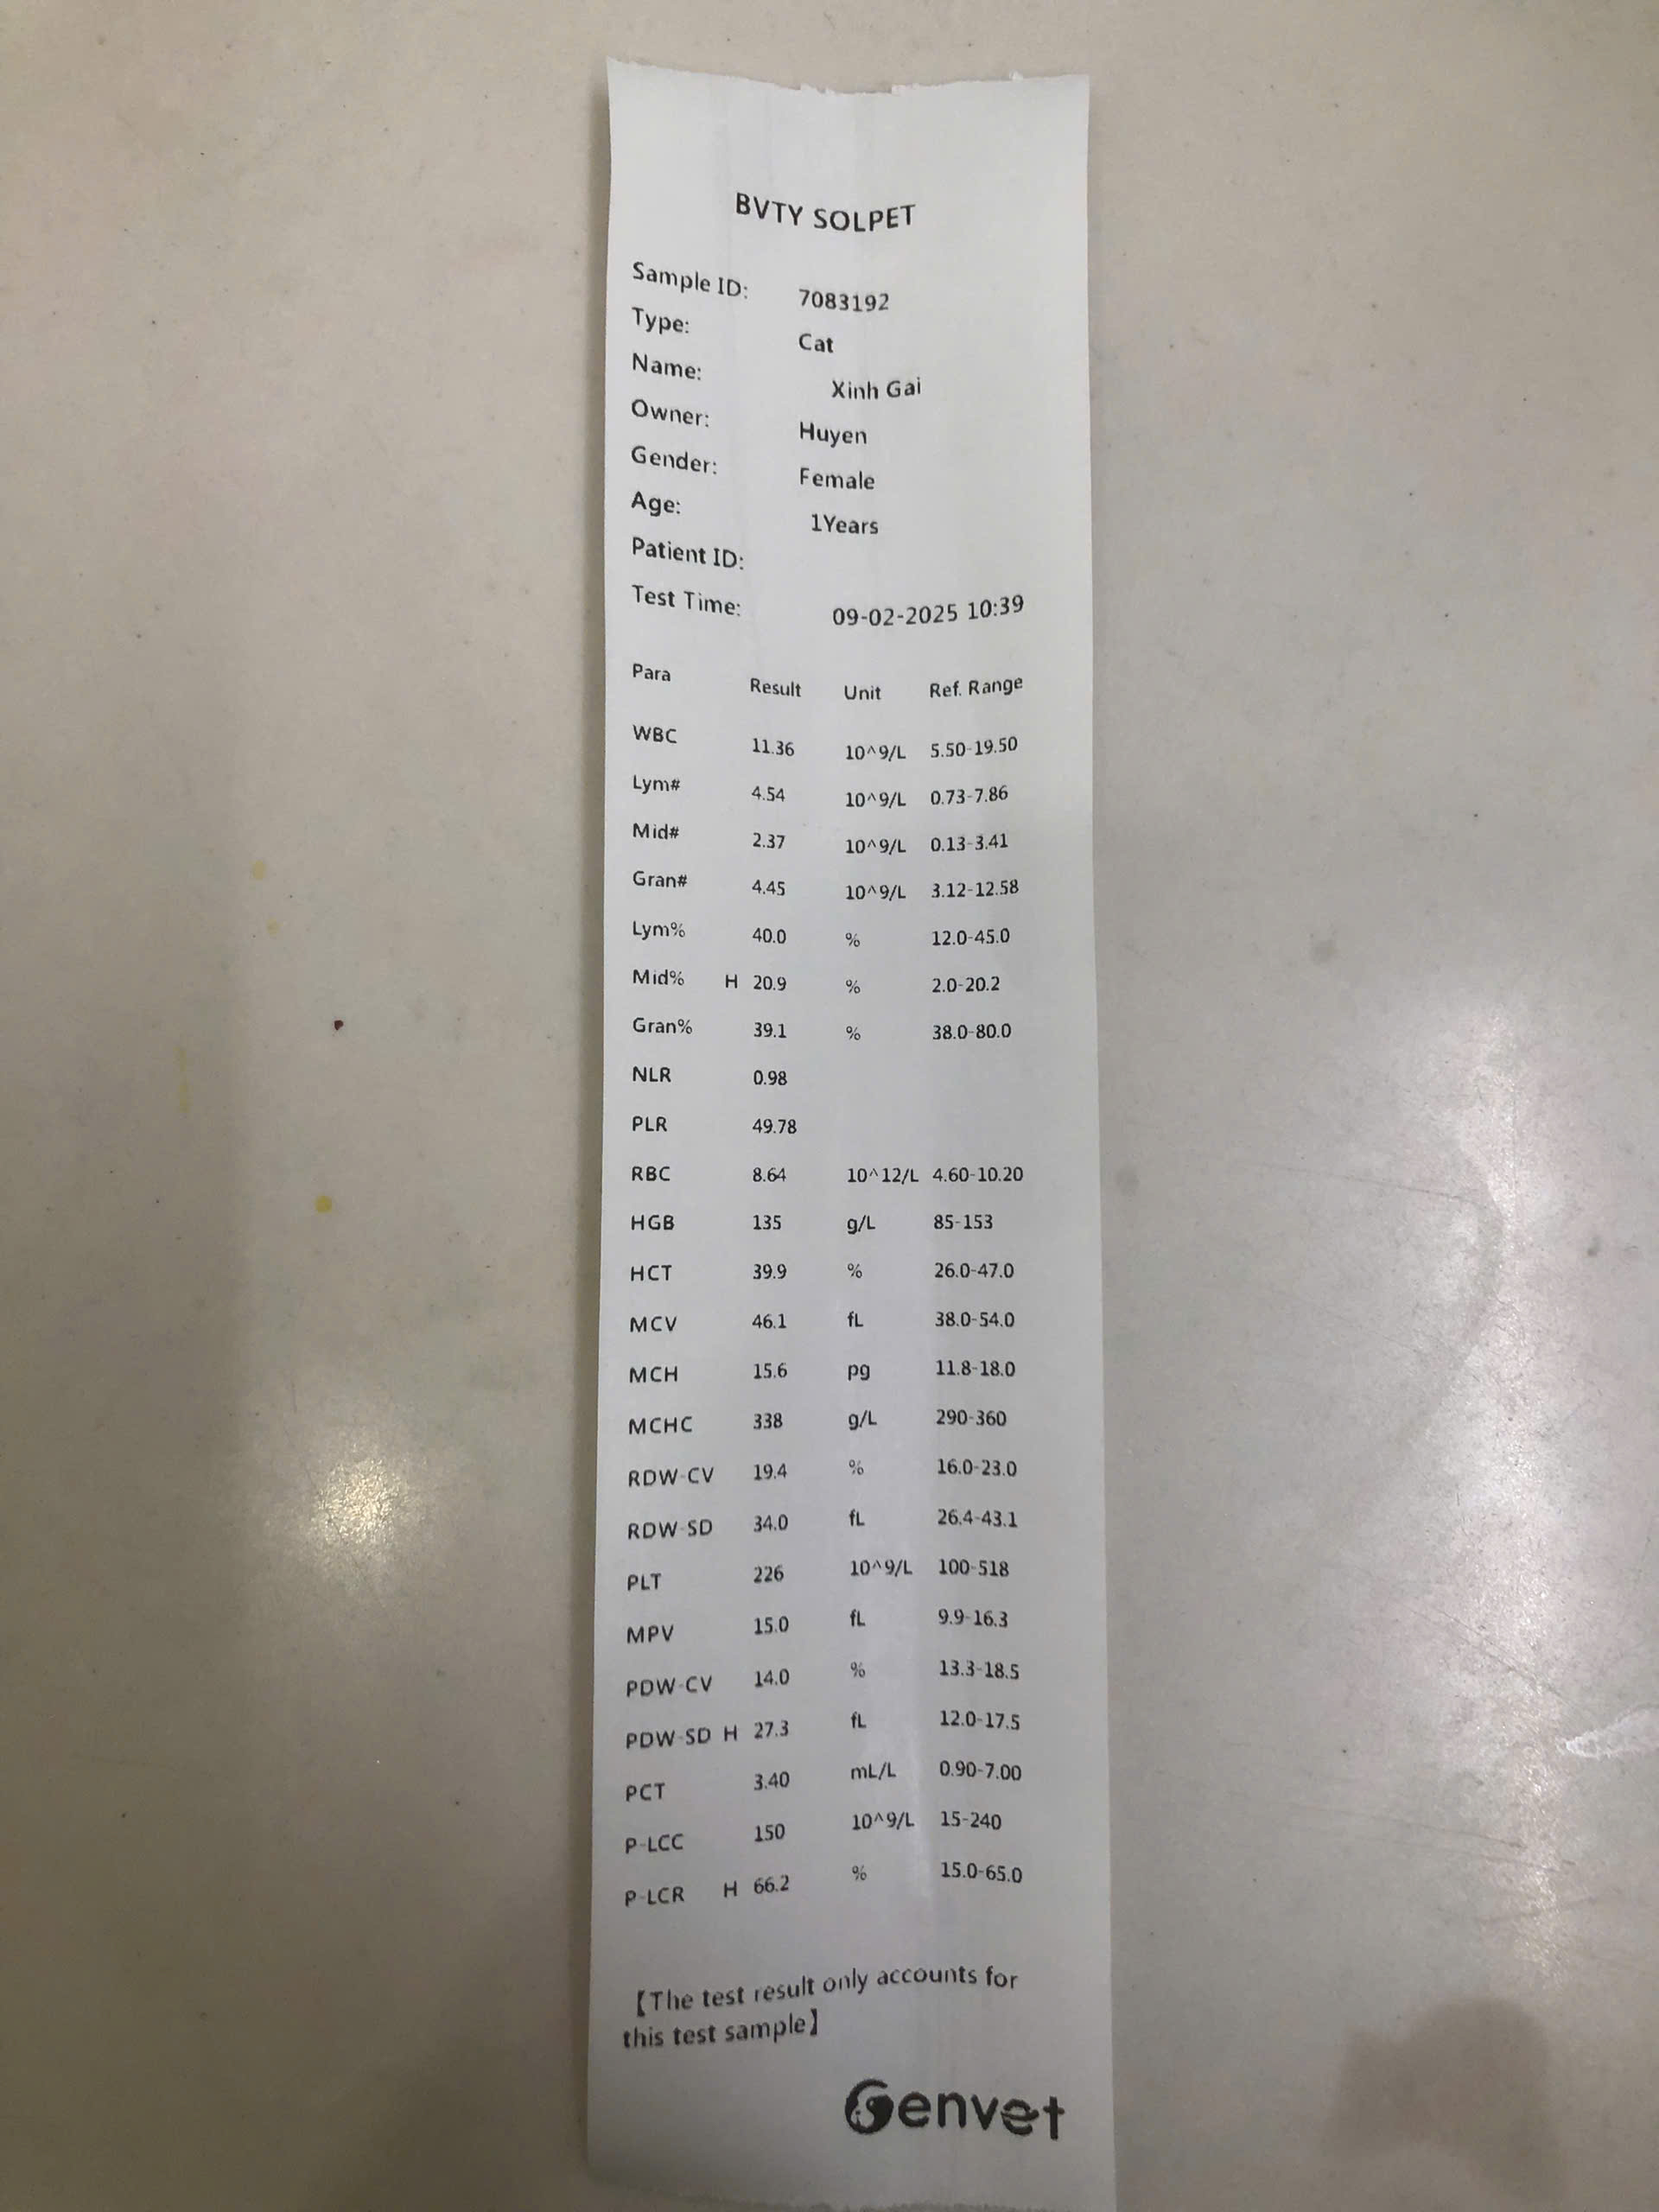 BVTY SOLPET
Sample ID: 7083192
Type: Cat
Name: Xinh Gai
Owner: Huyen
Gender: Female
Age: 1Years
Patient ID:
Test Time: 09-02-2025 10:39
Para Result Unit Ref. Range
WBC 11.36 10^9/L 5.50-19.50
Lym# 4.54 10^9/L 0.73-7.86
Mid# 2.37 10^9/L 0.13-3.41
Gran# 4.45 10^9/L 3.12-12.58
Lym% 40.0 % 12.0-45.0
Mid% H 20.9 % 2.0-20.2
Gran% 39.1 % 38.0-80.0
NLR 0.98
PLR 49.78
RBC 8.64 10^12/L 4.60-10.20
HGB 135 g/L 85-153
HCT 39.9 % 26.0-47.0
MCV 46.1 fL 38.0-54.0
MCH 15.6 pg 11.8-18.0
MCHC 338 g/L 290-360
RDW-CV 19.4 % 16.0-23.0
RDW-SD 34.0 fL 26.4-43.1
PLT 226 10^9/L 100-518
MPV 15.0 fL 9.9-16.3
PDW-CV 14.0 % 13.3-18.5
PDW-SD H 27.3 fL 12.0-17.5
PCT 3.40 mL/L 0.90-7.00
P-LCC 150 10^9/L 15-240
P-LCR H 66.2 % 15.0-65.0
【The test result only accounts for
this test sample】
Genvet